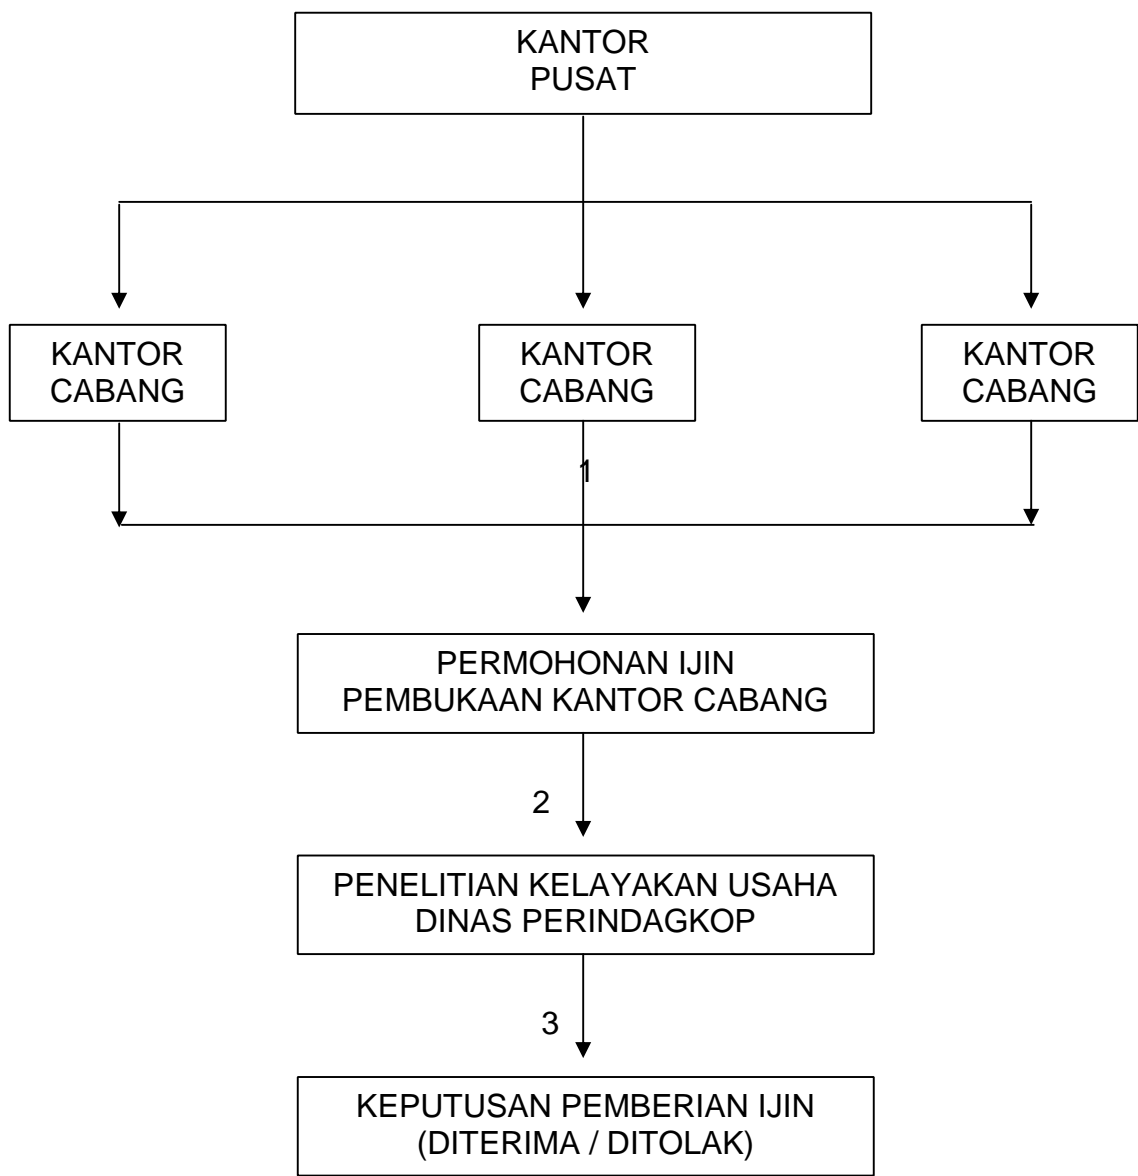 KANTOR
PUSAT
KANTOR
CABANG
KANTOR
CABANG
KANTOR
CABANG
1
PERMOHONAN IJIN
PEMBUKAAN KANTOR CABANG
2
PENELITIAN KELAYAKAN USAHA
DINAS PERINDAGKOP
3
KEPUTUSAN PEMBERIAN IJIN
(DITERIMA / DITOLAK)